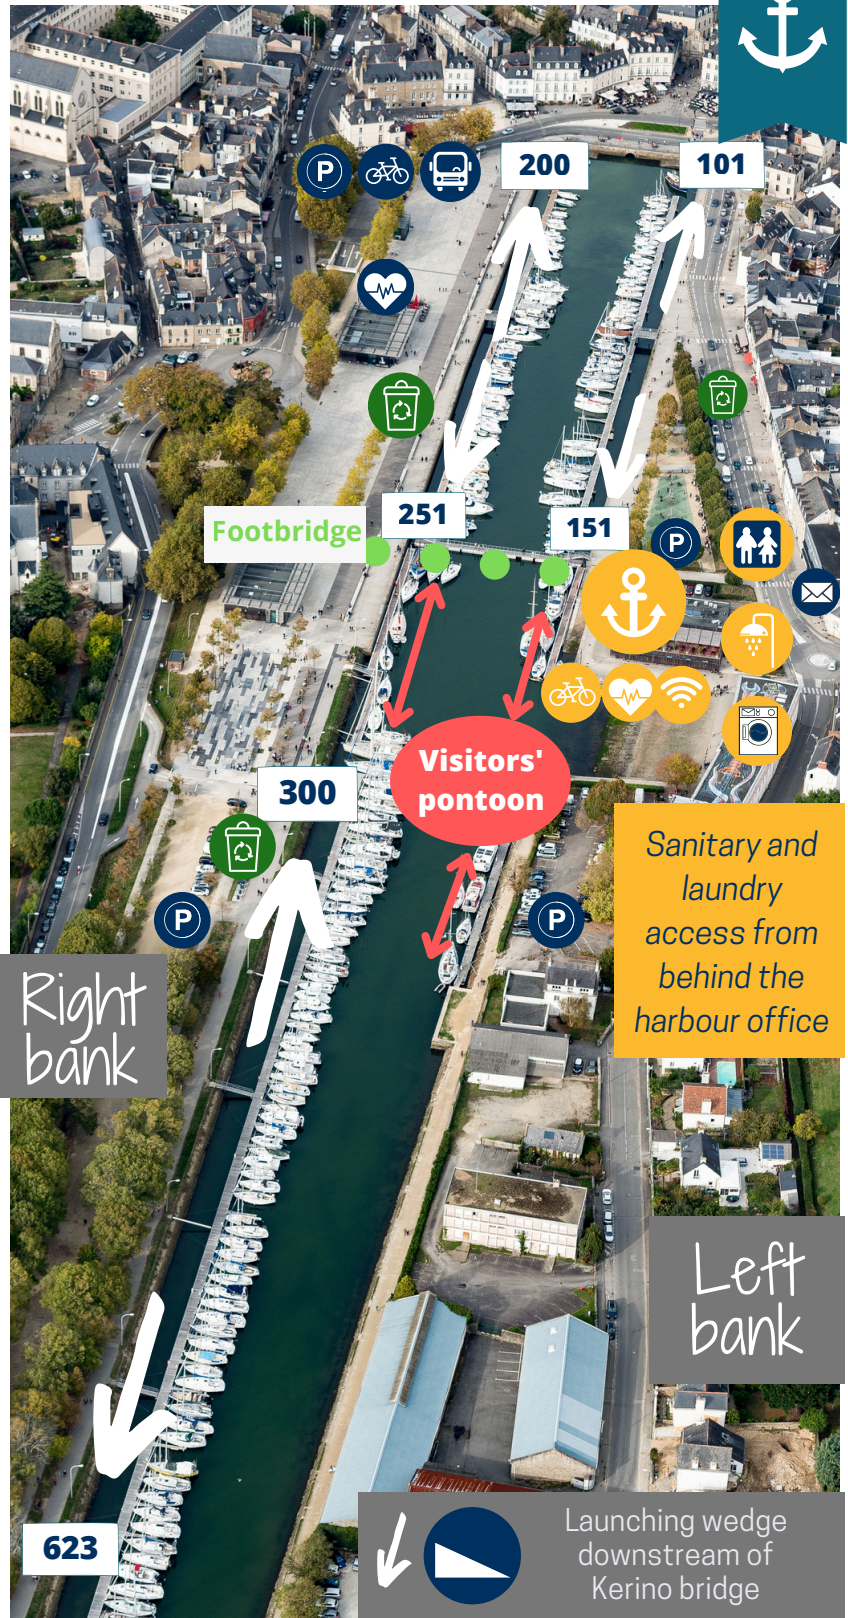 P
200
101
251
Footbridge
151
P
Visitors'
pontoon
300
P
P
Sanitary and
laundry
access from
behind the
harbour office
Right
bank
Left
bank
623
Launching wedge
downstream of
Kerino bridge